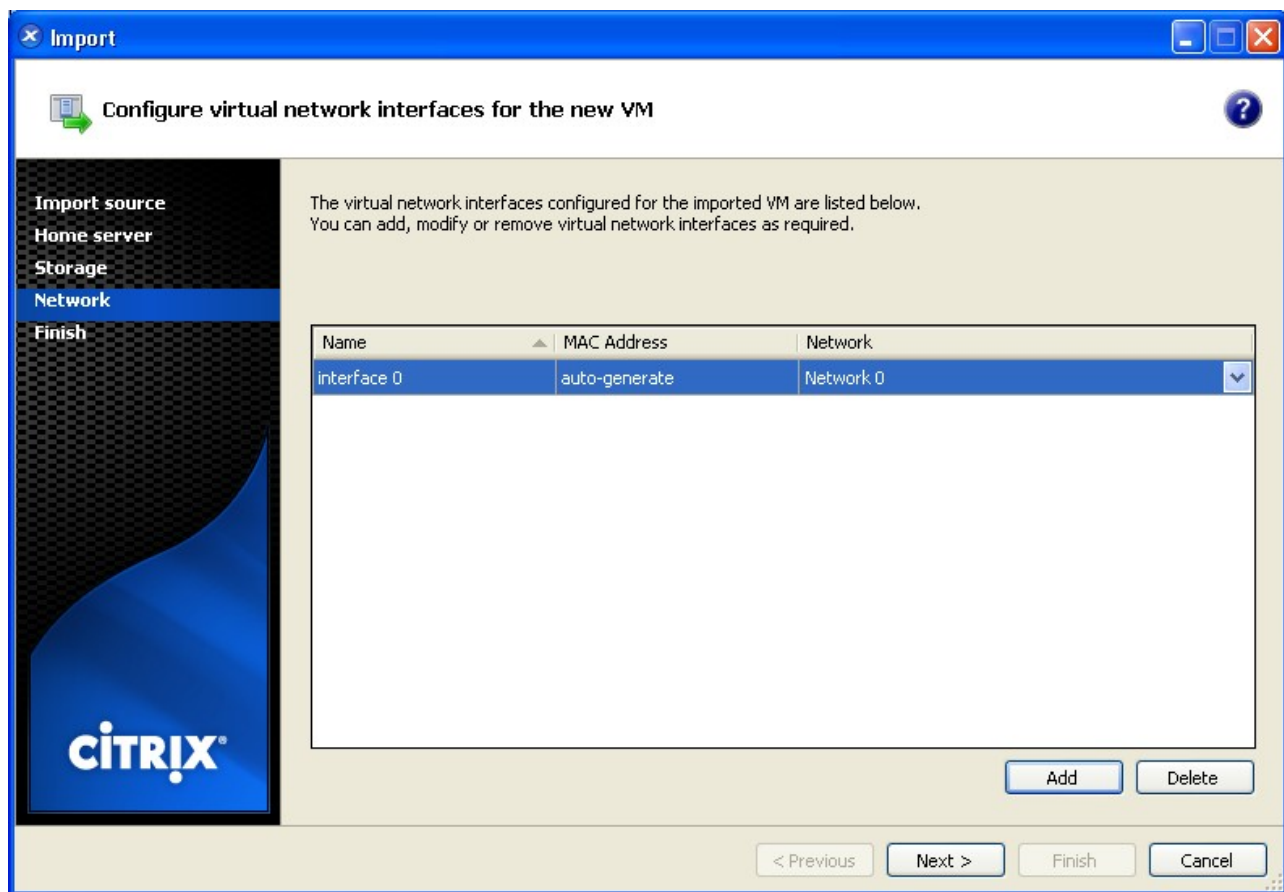 Import
Configure virtual network interfaces for the new VM
?
Import source
Home server
Storage
Network
Finish
The virtual network interfaces configured for the imported VM are listed below.
You can add, modify or remove virtual network interfaces as required.
Name MAC Address Network
interface 0 auto-generate Network 0
CITRIX®
Add Delete
< Previous Next > Finish Cancel